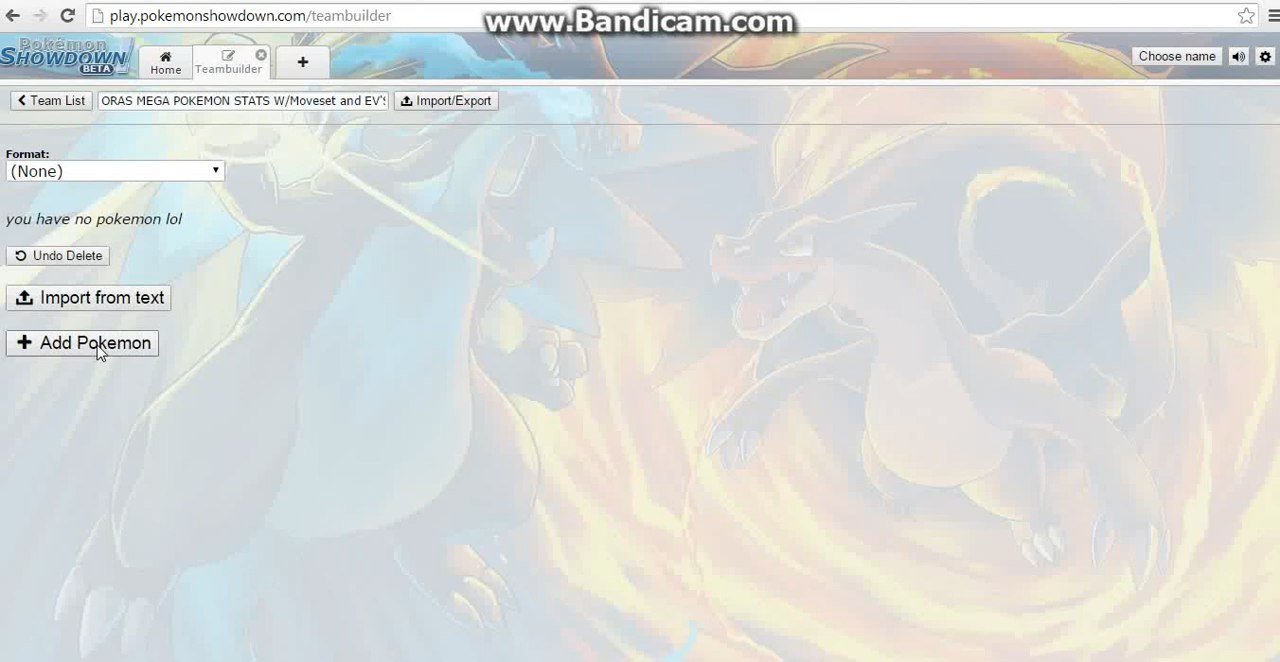 play.pokemonshowdown.com/teambuilder
www.Bandicam.com
Pokémon
SHOWDOWN
BETA
Home
Teambuilder
+
Choose name
Team List
ORAS MEGA POKEMON STATS W/Moveset and EV'S
Import/Export
Format:
(None)
you have no pokemon lol
Undo Delete
Import from text
Add Pokemon